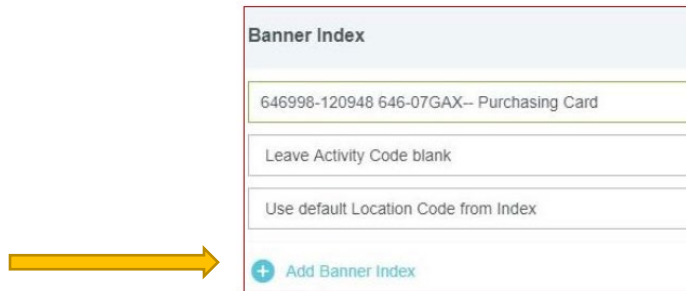 Banner Index
646998-120948 646-07GAX-- Purchasing Card
Leave Activity Code blank
Use default Location Code from Index
Add Banner Index